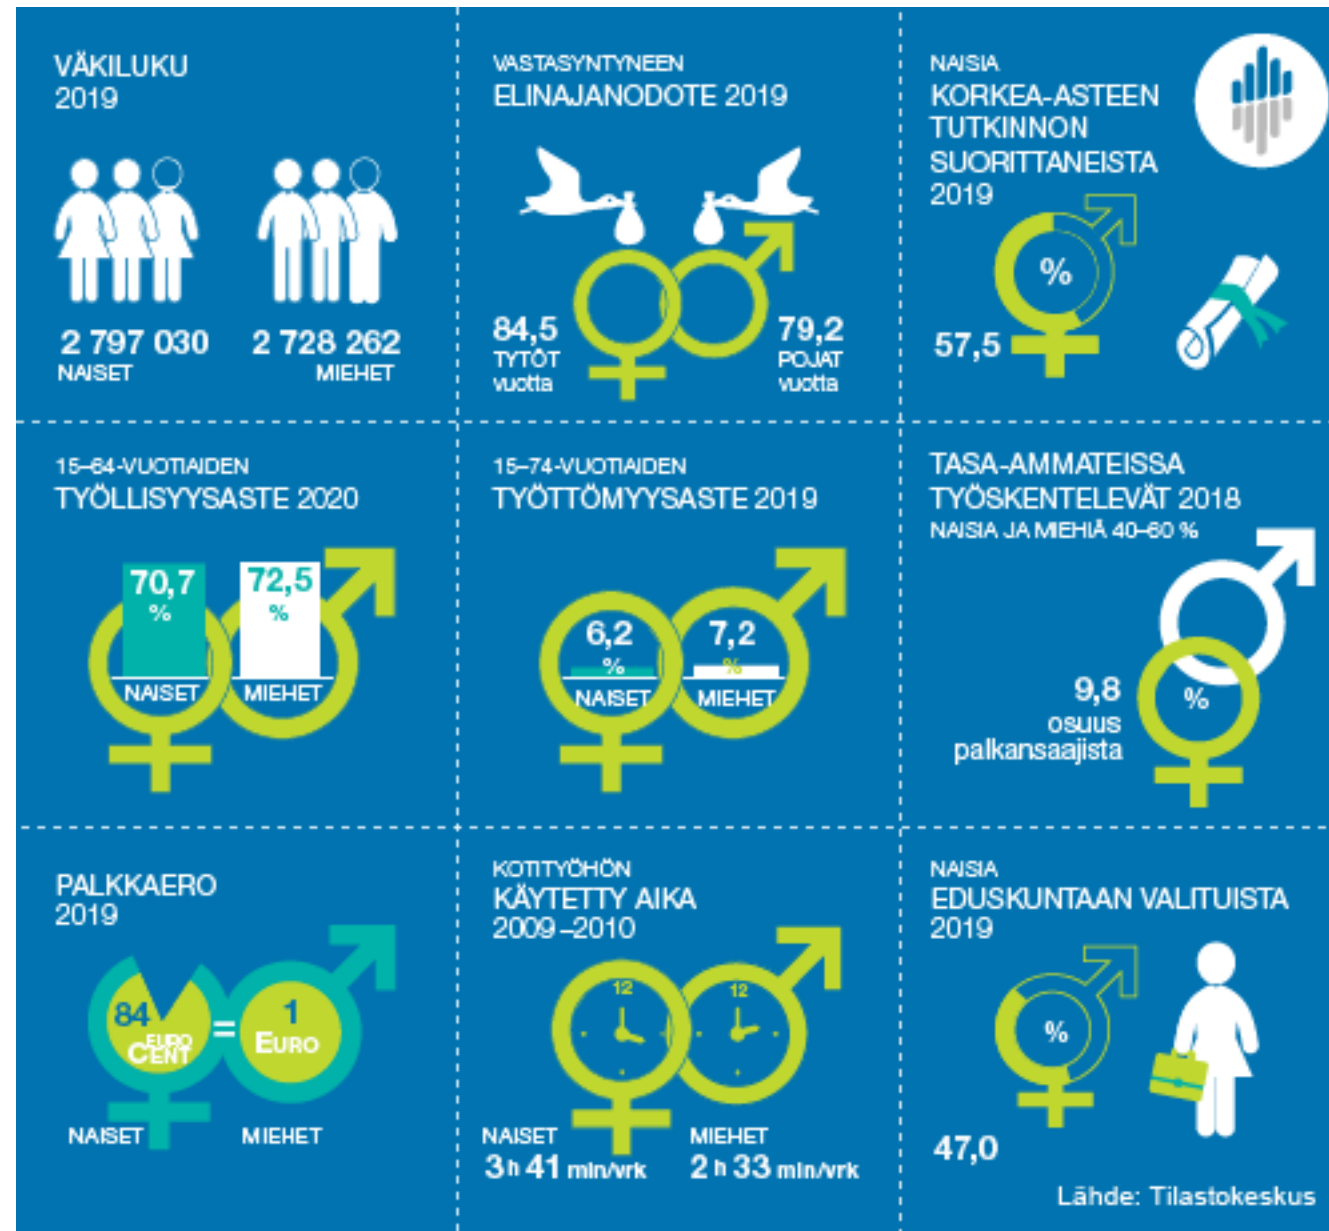 VÄKILUKU
2019
2 797 030
NAISET
2 728 262
MIEHET
VASTASYNTYNEEN
ELINAJANODOTE 2019
84,5
TYTÖT
vuotta
79,2
POJAT
vuotta
NAISIA
KORKEA-ASTEEN
TUTKINNON
SUORITTANEISTA
2019
%
57,5
15–64-VUOTIAIDEN
TYÖLLISYYSASTE 2020
70,7
%
NAISET
72,5
%
MIEHET
15–74-VUOTIAIDEN
TYÖTTÖMYYSASTE 2019
6,2
%
NAISET
7,2
%
MIEHET
TASA-AMMATEISSA
TYÖSKENTELEVÄT 2018
NAISIA JA MIEHIÄ 40–60 %
%
9,8
osuus
palkansaajista
PALKKAERO
2019
84
EURO
CENT
=
1
EURO
NAISET
MIEHET
KOTITYÖHÖN
KÄYTETTY AIKA
2009–2010
12
12
NAISET
3 h 41 min/vrk
MIEHET
2 h 33 min/vrk
NAISIA
EDUSKUNTAAN VALITUISTA
2019
%
47,0
Lähde: Tilastokeskus